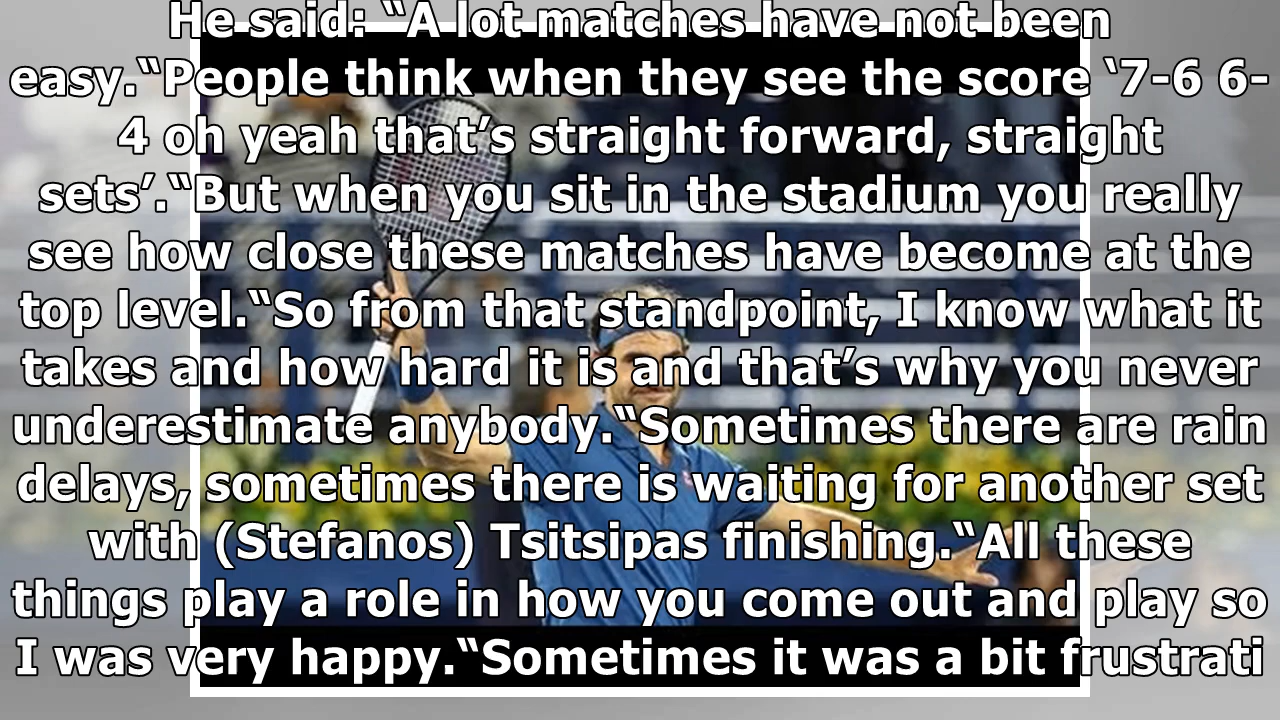 He said: “A lot matches have not been
easy.“People think when they see the score ‘7-6 6-
4 oh yeah that’s straight forward, straight
sets’.“But when you sit in the stadium you really
see how close these matches have become at the
top level.“So from that standpoint, I know what it
takes and how hard it is and that’s why you never
underestimate anybody.“Sometimes there are rain
delays, sometimes there is waiting for another set
with (Stefanos) Tsitsipas finishing.“All these
things play a role in how you come out and play so
I was very happy.“Sometimes it was a bit frustrati